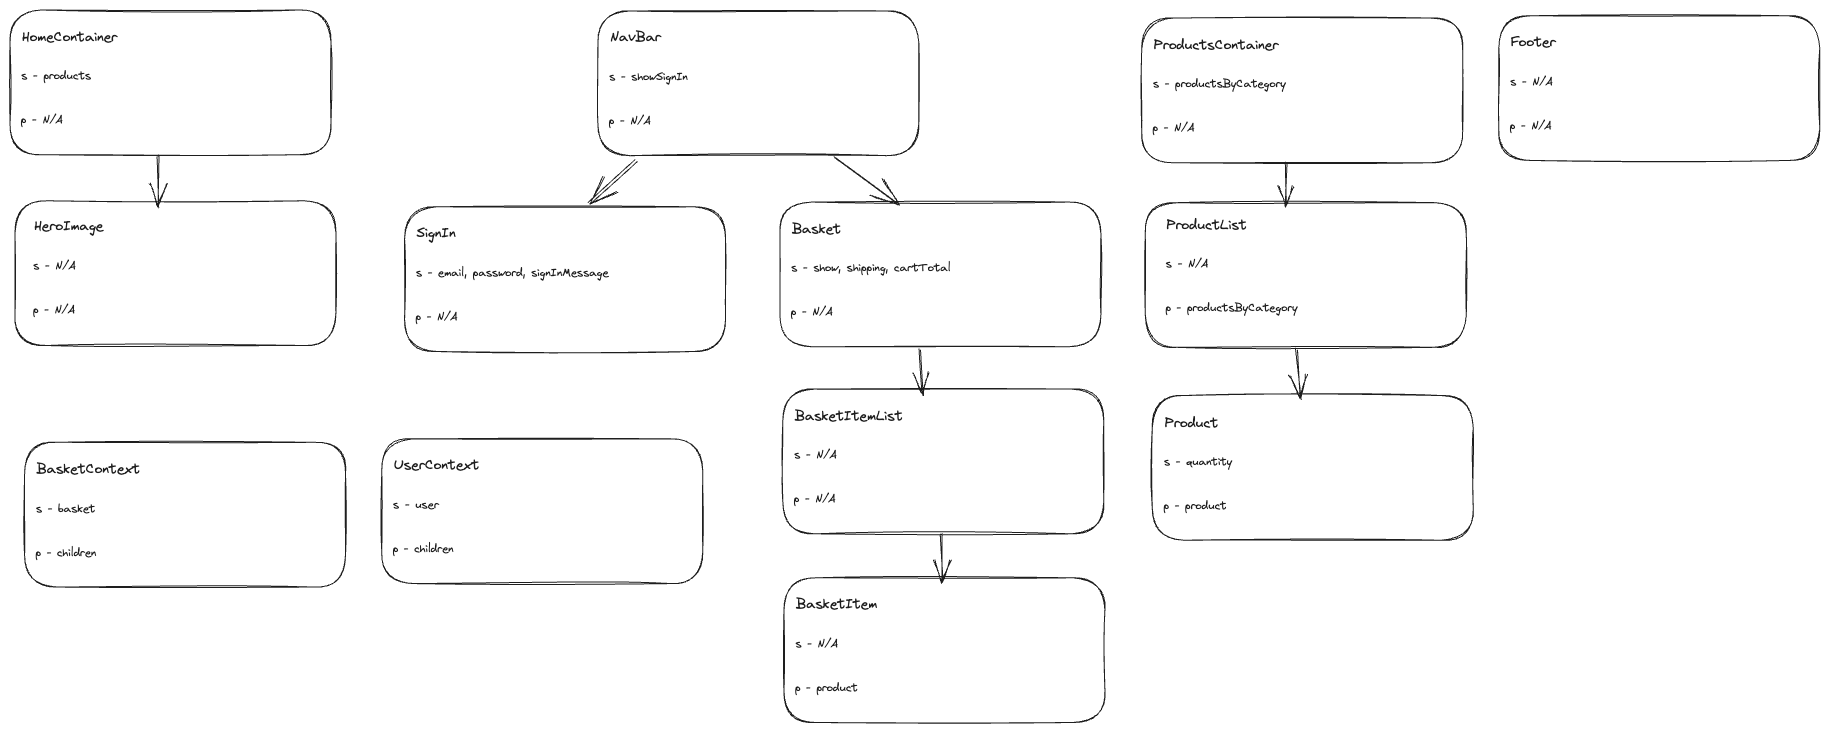 HomeContainer
s - products
p - N/A
NavBar
s - showSignIn
p - N/A
ProductsContainer
s - productsByCategory
p - N/A
Footer
s - N/A
p - N/A
HeroImage
s - N/A
p - N/A
SignIn
s - email, password, signInMessage
p - N/A
Basket
s - show, shipping, cartTotal
p - N/A
ProductList
s - N/A
p - productsByCategory
BasketContext
s - basket
p - children
UserContext
s - user
p - children
BasketItemList
s - N/A
p - N/A
Product
s - quantity
p - product
BasketItem
s - N/A
p - product